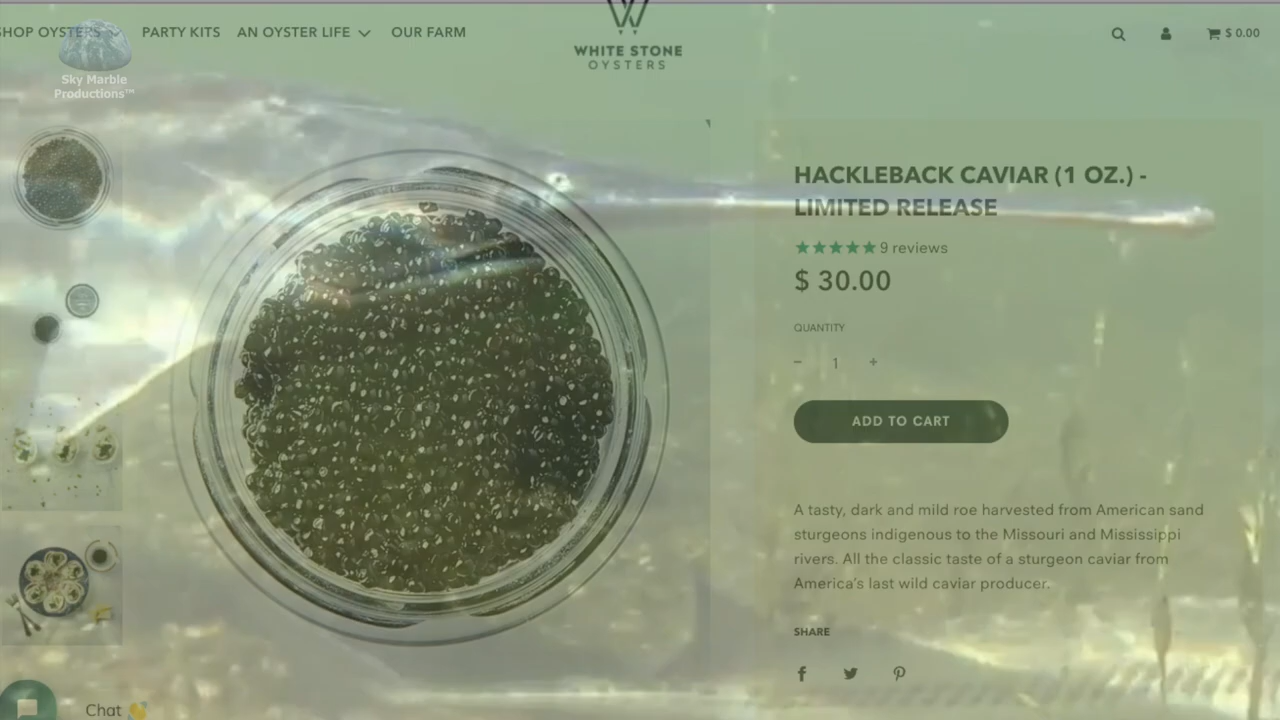 SHOP OYSTERS PARTY KITS AN OYSTER LIFE OUR FARM
WHITE STONE
OYSTERS
$ 0.00
Sky Marble
Productions™
HACKLEBACK CAVIAR (1 OZ.) -
LIMITED RELEASE
9 reviews
$ 30.00
QUANTITY
− 1 +
ADD TO CART
A tasty, dark and mild roe harvested from American sand
sturgeons indigenous to the Missouri and Mississippi
rivers. All the classic taste of a sturgeon caviar from
America's last wild caviar producer.
SHARE
Chat